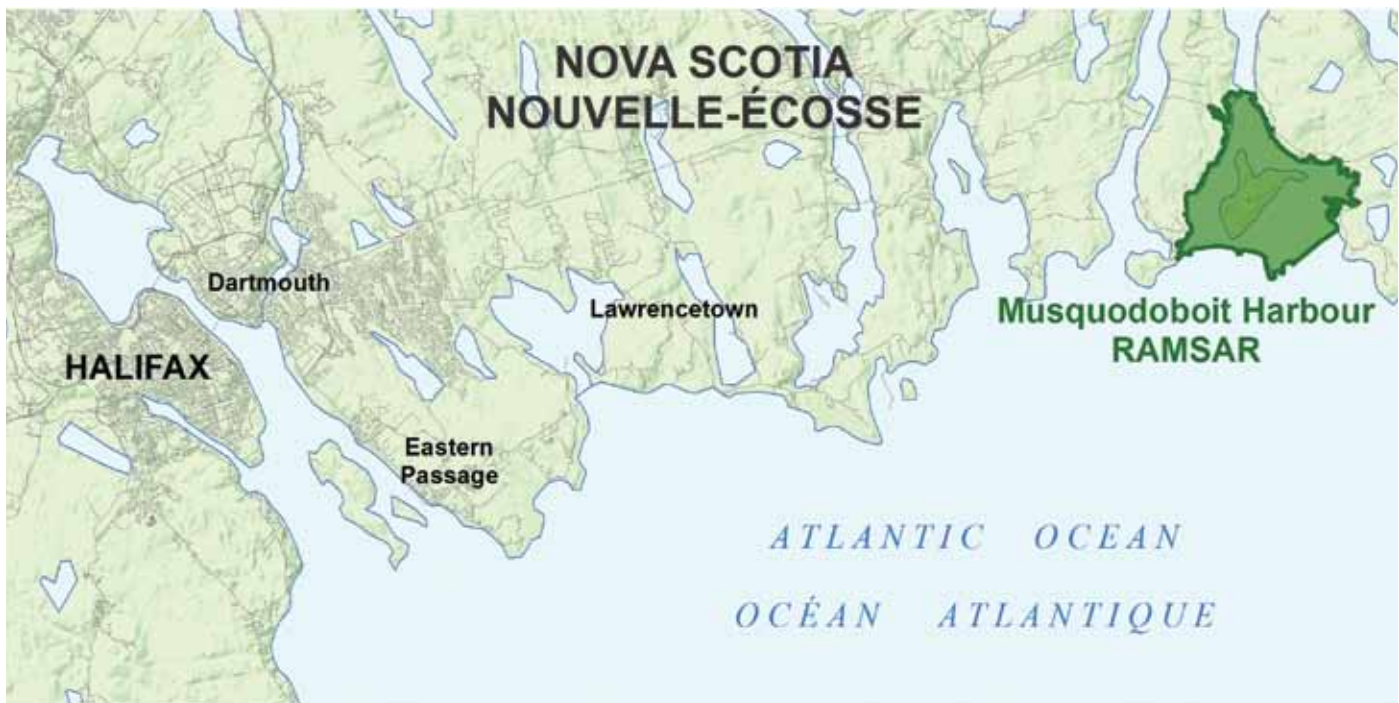 NOVA SCOTIA
NOUVELLE-ÉCOSSE
Dartmouth
Lawrencetown
Musquodoboit Harbour
RAMSAR
HALIFAX
Eastern
Passage
ATLANTIC OCEAN
OCÉAN ATLANTIQUE